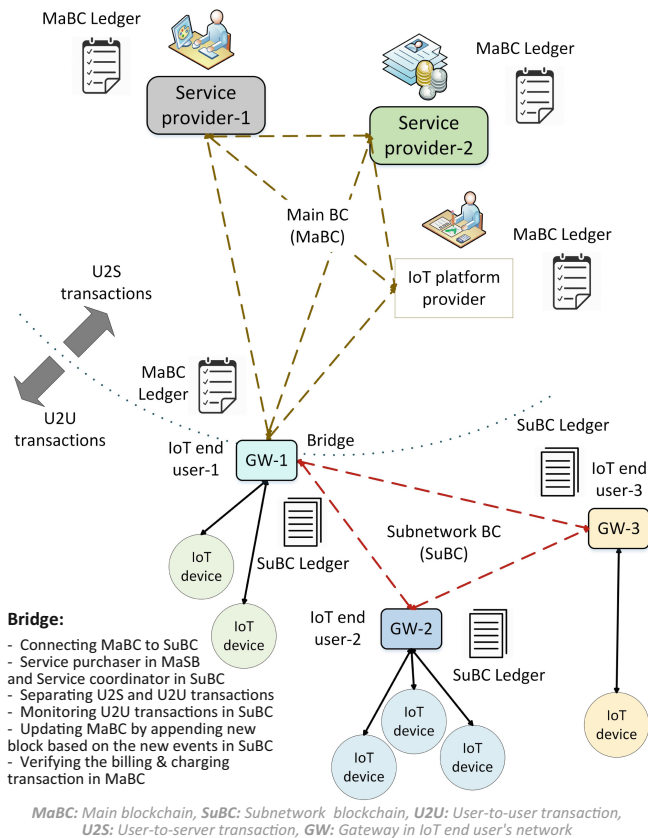 MaBC Ledger
MaBC Ledger
Service
provider-1
Service
provider-2
Main BC
(MaBC)
MaBC Ledger
IoT platform
provider
U2S
transactions
MaBC
Ledger
U2U
transactions
IoT end
user-1
GW-1
Bridge
SuBC Ledger
IoT end
user-3
GW-3
Subnetwork BC
(SuBC)
SuBC Ledger
IoT
device
IoT
device
IoT end
user-2
GW-2
SuBC Ledger
Bridge:
- Connecting MaBC to SuBC
- Service purchaser in MaSB
and Service coordinator in SuBC
- Separating U2S and U2U transactions
- Monitoring U2U transactions in SuBC
- Updating MaBC by appending new
block based on the new events in SuBC
- Verifying the billing & charging
transaction in MaBC
IoT
device
IoT
device
IoT
device
IoT
device
MaBC: Main blockchain, SuBC: Subnetwork blockchain, U2U: User-to-user transaction,
U2S: User-to-server transaction, GW: Gateway in IoT end user's network